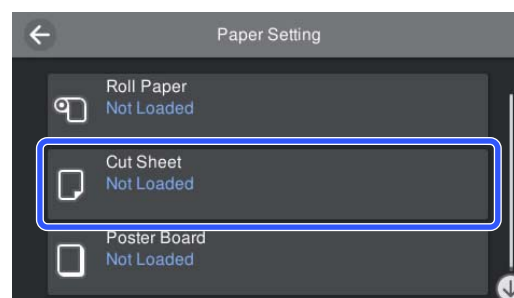 Paper Setting
Roll Paper
Not Loaded
Cut Sheet
Not Loaded
Poster Board
Not Loaded